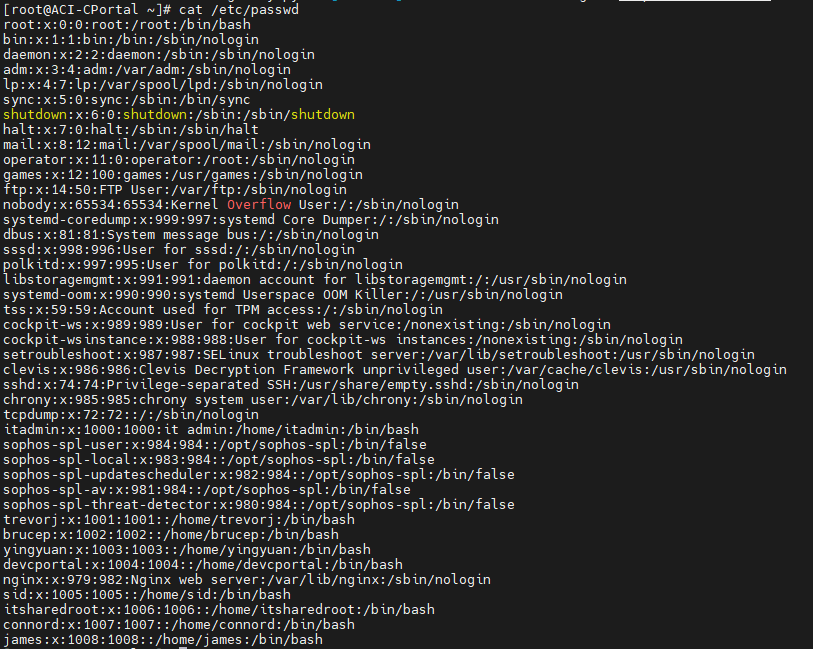 [root@ACI-CPortal ~]# cat /etc/passwd
root:x:0:0:root:/root:/bin/bash
bin:x:1:1:bin:/bin:/sbin/nologin
daemon:x:2:2:daemon:/sbin:/sbin/nologin
adm:x:3:4:adm:/var/adm:/sbin/nologin
lp:x:4:7:lp:/var/spool/lpd:/sbin/nologin
sync:x:5:0:sync:/sbin:/bin/sync
shutdown:x:6:0:shutdown:/sbin:/sbin/shutdown
halt:x:7:0:halt:/sbin:/sbin/halt
mail:x:8:12:mail:/var/spool/mail:/sbin/nologin
operator:x:11:0:operator:/root:/sbin/nologin
games:x:12:100:games:/usr/games:/sbin/nologin
ftp:x:14:50:FTP User:/var/ftp:/sbin/nologin
nobody:x:65534:65534:Kernel Overflow User:/:/sbin/nologin
systemd-coredump:x:999:997:systemd Core Dumper:/:/sbin/nologin
dbus:x:81:81:System message bus:/:/sbin/nologin
sssd:x:998:996:User for sssd:/:/sbin/nologin
polkitd:x:997:995:User for polkitd:/:/sbin/nologin
libstoragemgmt:x:991:991:daemon account for libstoragemgmt:/:/usr/sbin/nologin
systemd-oom:x:990:990:systemd Userspace OOM Killer:/:/usr/sbin/nologin
tss:x:59:59:Account used for TPM access:/:/sbin/nologin
cockpit-ws:x:989:989:User for cockpit web service:/nonexisting:/sbin/nologin
cockpit-wsinstance:x:988:988:User for cockpit-ws instances:/nonexisting:/sbin/nologin
setroubleshoot:x:987:987:SELinux troubleshoot server:/var/lib/setroubleshoot:/usr/sbin/nologin
clevis:x:986:986:Clevis Decryption Framework unprivileged user:/var/cache/clevis:/usr/sbin/nologin
sshd:x:74:74:Privilege-separated SSH:/usr/share/empty.sshd:/sbin/nologin
chrony:x:985:985:chrony system user:/var/lib/chrony:/sbin/nologin
tcpdump:x:72:72::/:/sbin/nologin
itadmin:x:1000:1000:it admin:/home/itadmin:/bin/bash
sophos-spl-user:x:984:984::/opt/sophos-spl:/bin/false
sophos-spl-local:x:983:984::/opt/sophos-spl:/bin/false
sophos-spl-updatescheduler:x:982:984::/opt/sophos-spl:/bin/false
sophos-spl-av:x:981:984::/opt/sophos-spl:/bin/false
sophos-spl-threat-detector:x:980:984::/opt/sophos-spl:/bin/false
trevorj:x:1001:1001::/home/trevorj:/bin/bash
brucep:x:1002:1002::/home/brucep:/bin/bash
yingyuan:x:1003:1003::/home/yingyuan:/bin/bash
devcportal:x:1004:1004::/home/devcportal:/bin/bash
nginx:x:979:982:Nginx web server:/var/lib/nginx:/sbin/nologin
sid:x:1005:1005::/home/sid:/bin/bash
itsharedroot:x:1006:1006::/home/itsharedroot:/bin/bash
connord:x:1007:1007::/home/connord:/bin/bash
james:x:1008:1008::/home/james:/bin/bash